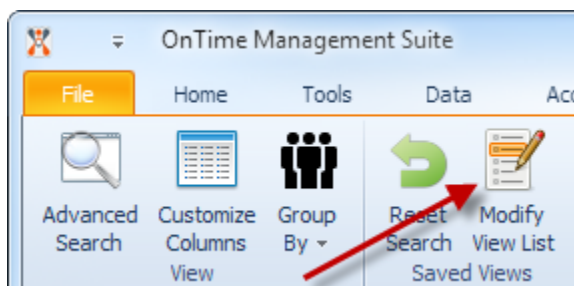 OnTime Management Suite
File Home Tools Data Acc
Advanced Search
Customize Columns
Group By
Reset Search
Modify View List
View
Saved Views